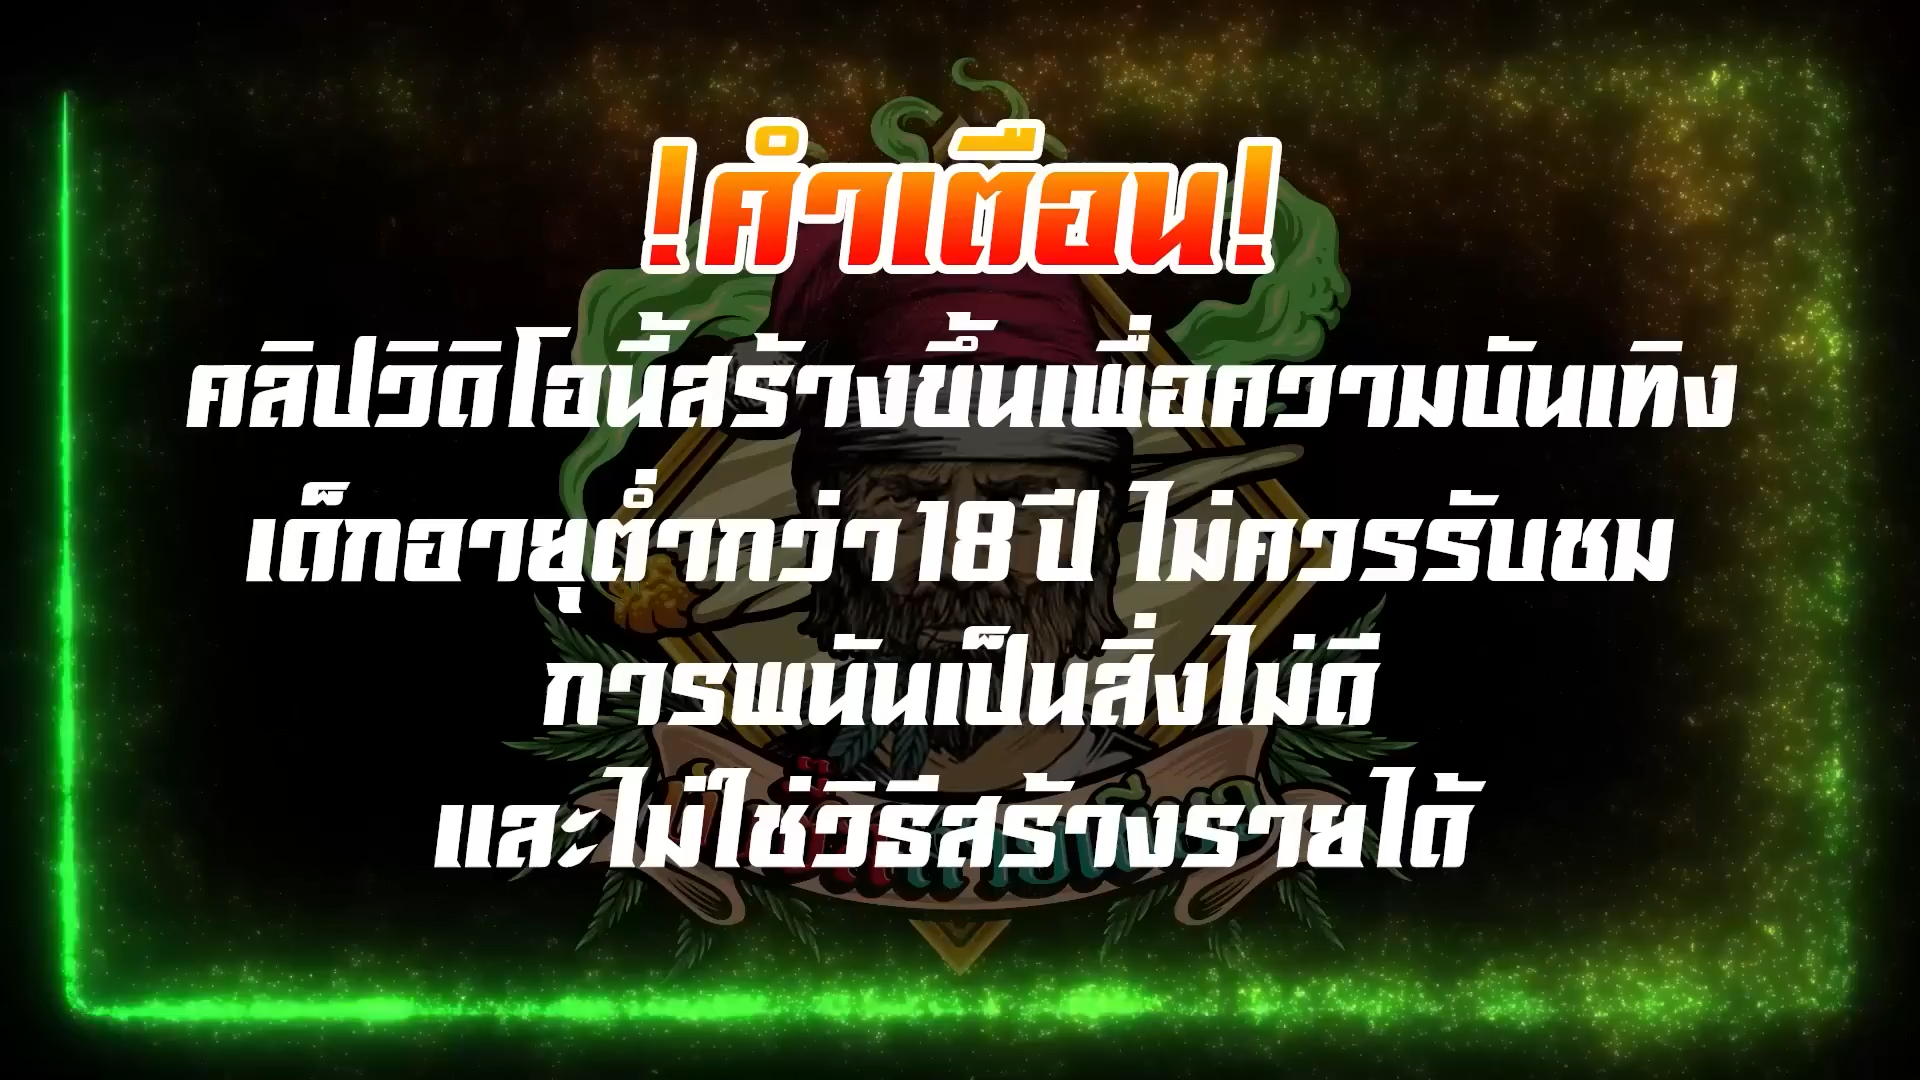 !คำเตือน!
คลิปวิดิโอนี้สร้างขึ้นเพื่อความบันเทิง
เด็กอายุต่ำกว่า 18 ปี ไม่ควรรับชม
การพนันเป็นสิ่งไม่ดี
และไม่ใช่วิธีสร้างรายได้